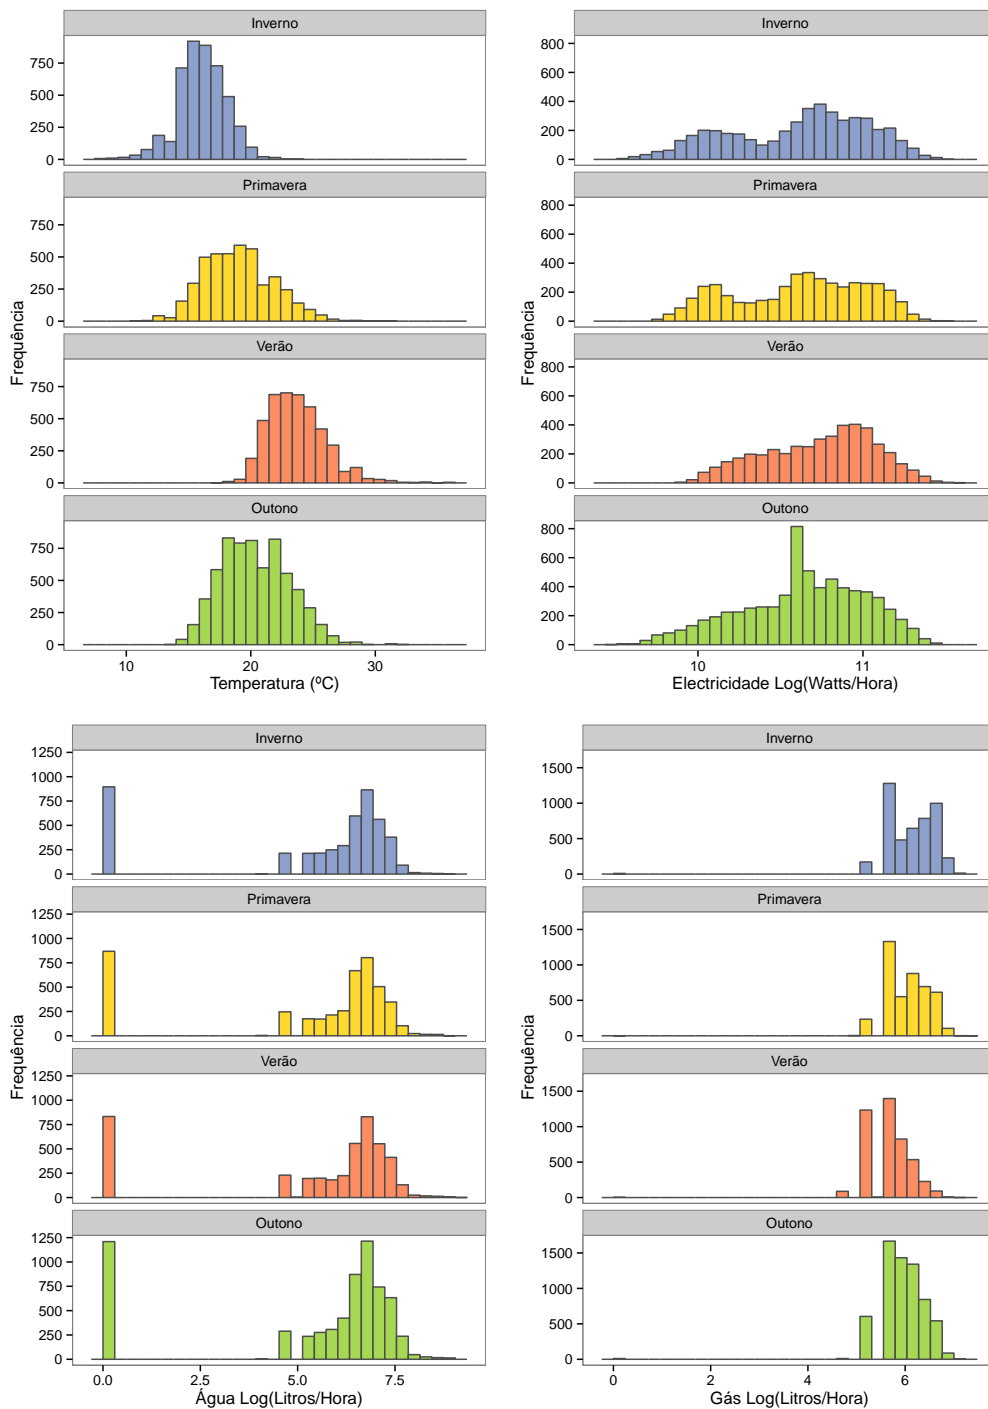 Inverno
750
500
250
0
Primavera
750
500
250
0
Verão
750
500
250
0
Outono
750
500
250
0
10 20 30
Temperatura (ºC)
Frequência
Inverno
800
600
400
200
0
Primavera
800
600
400
200
0
Verão
800
600
400
200
0
Outono
800
600
400
200
0
10 11
Electricidade Log(Watts/Hora)
Frequência
Inverno
1250
1000
750
500
250
0
Primavera
1250
1000
750
500
250
0
Verão
1250
1000
750
500
250
0
Outono
1250
1000
750
500
250
0
0.0 2.5 5.0 7.5
Água Log(Litros/Hora)
Frequência
Inverno
1500
1000
500
0
Primavera
1500
1000
500
0
Verão
1500
1000
500
0
Outono
1500
1000
500
0
0 2 4 6
Gás Log(Litros/Hora)
Frequência